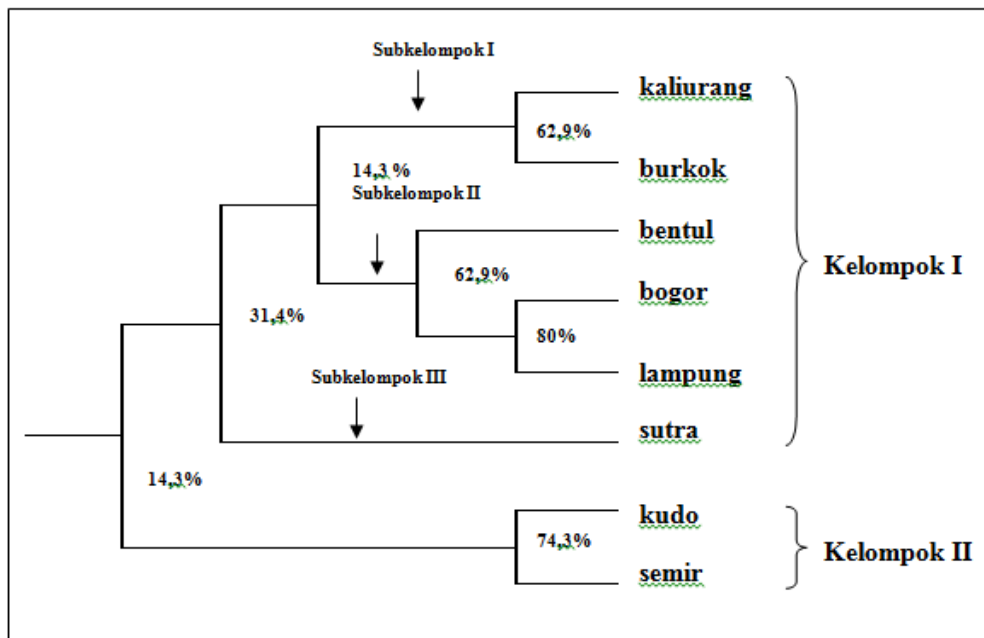 Subkelompok I
kaliurang
62,9%
burkok
14,3 %
Subkelompok II
bentul
Kelompok I
62,9%
bogor
31,4%
80%
Subkelompok III
lampung
sutra
14,3%
kudo
74,3%
Kelompok II
semir